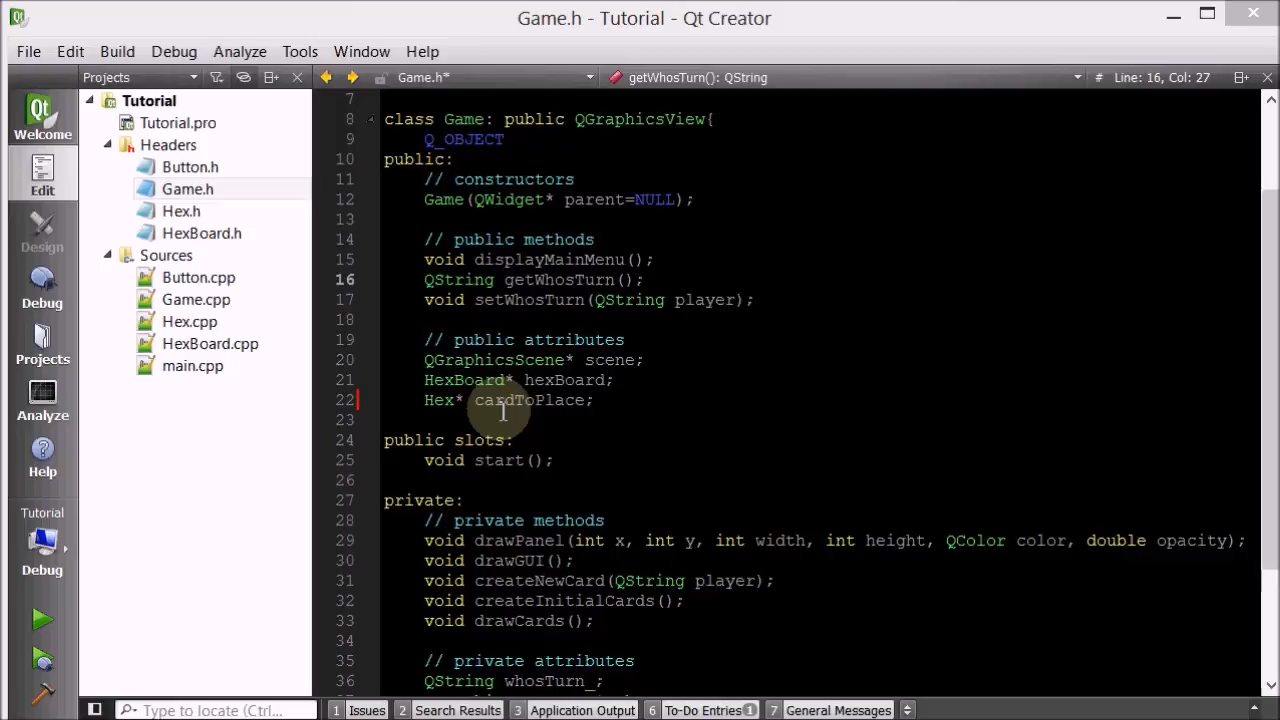 Game.h - Tutorial - Qt Creator
File Edit Build Debug Analyze Tools Window Help
Projects Game.h* getWhosTurn(): QString # Line: 16, Col: 27
Qt
Welcome
Edit
Design
Debug
Projects
Analyze
Help
Tutorial
Debug
Tutorial
Tutorial.pro
Headers
Button.h
Game.h
Hex.h
HexBoard.h
Sources
Button.cpp
Game.cpp
Hex.cpp
HexBoard.cpp
main.cpp
7
8 class Game: public QGraphicsView{
9 Q_OBJECT
10 public:
11 // constructors
12 Game(QWidget* parent=NULL);
13
14 // public methods
15 void displayMainMenu();
16 QString getWhosTurn();
17 void setWhosTurn(QString player);
18
19 // public attributes
20 QGraphicsScene* scene;
21 HexBoard* hexBoard;
22 Hex* cardToPlace;
23
24 public slots:
25 void start();
26
27 private:
28 // private methods
29 void drawPanel(int x, int y, int width, int height, QColor color, double opacity);
30 void drawGUI();
31 void createNewCard(QString player);
32 void createInitialCards();
33 void drawCards();
34
35 // private attributes
36 QString whosTurn_;
Type to locate (Ctrl... 1 Issues 2 Search Results 3 Application Output 6 To-Do Entries 1 7 General Messages